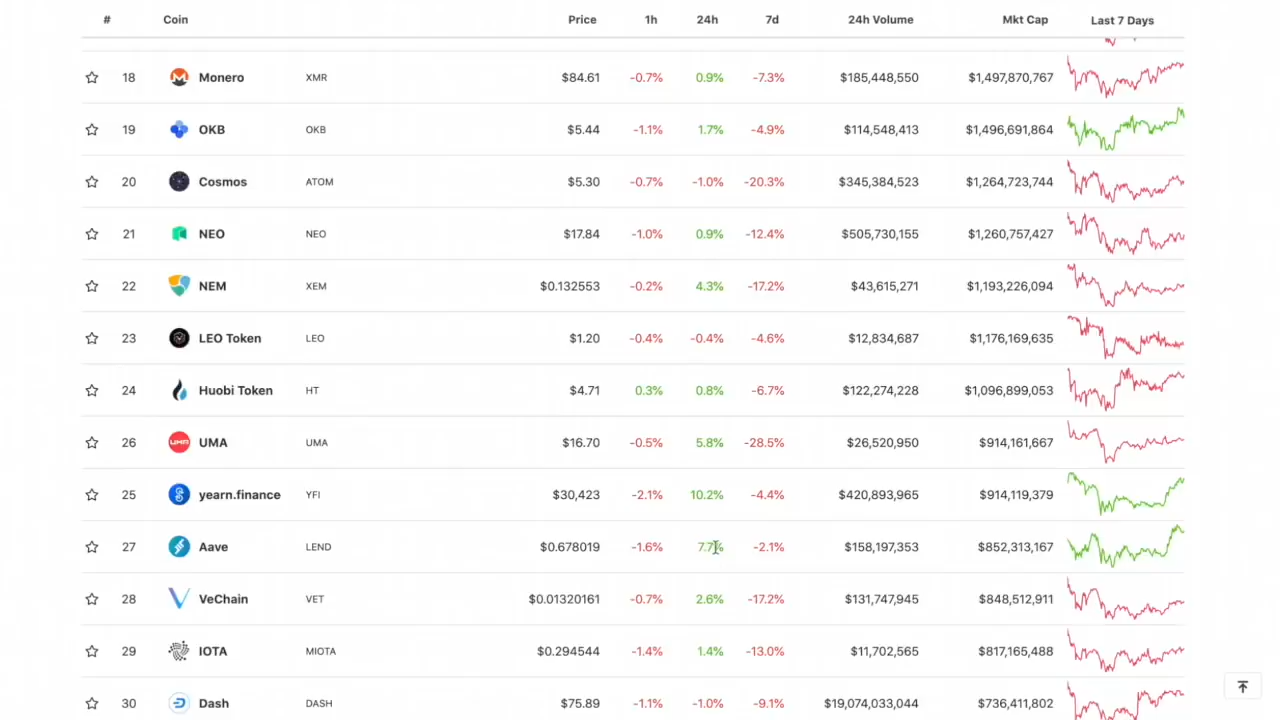 # Coin Price 1h 24h 7d 24h Volume Mkt Cap Last 7 Days
18 Monero XMR $84.61 -0.7% 0.9% -7.3% $185,448,550 $1,497,870,767
19 OKB OKB $5.44 -1.1% 1.7% -4.9% $114,548,413 $1,496,691,864
20 Cosmos ATOM $5.30 -0.7% -1.0% -20.3% $345,384,523 $1,264,723,744
21 NEO NEO $17.84 -1.0% 0.9% -12.4% $505,730,155 $1,260,757,427
22 NEM XEM $0.132553 -0.2% 4.3% -17.2% $43,615,271 $1,193,226,094
23 LEO Token LEO $1.20 -0.4% -0.4% -4.6% $12,834,687 $1,176,169,635
24 Huobi Token HT $4.71 0.3% 0.8% -6.7% $122,274,228 $1,096,899,053
26 UMA UMA $16.70 -0.5% 5.8% -28.5% $26,520,950 $914,161,667
25 yearn.finance YFI $30,423 -2.1% 10.2% -4.4% $420,893,965 $914,119,379
27 Aave LEND $0.678019 -1.6% 7.7% -2.1% $158,197,353 $852,313,167
28 VeChain VET $0.01320161 -0.7% 2.6% -17.2% $131,747,945 $848,512,911
29 IOTA MIOTA $0.294544 -1.4% 1.4% -13.0% $11,702,565 $817,165,488
30 Dash DASH $75.89 -1.1% -1.0% -9.1% $19,074,033,044 $736,411,802